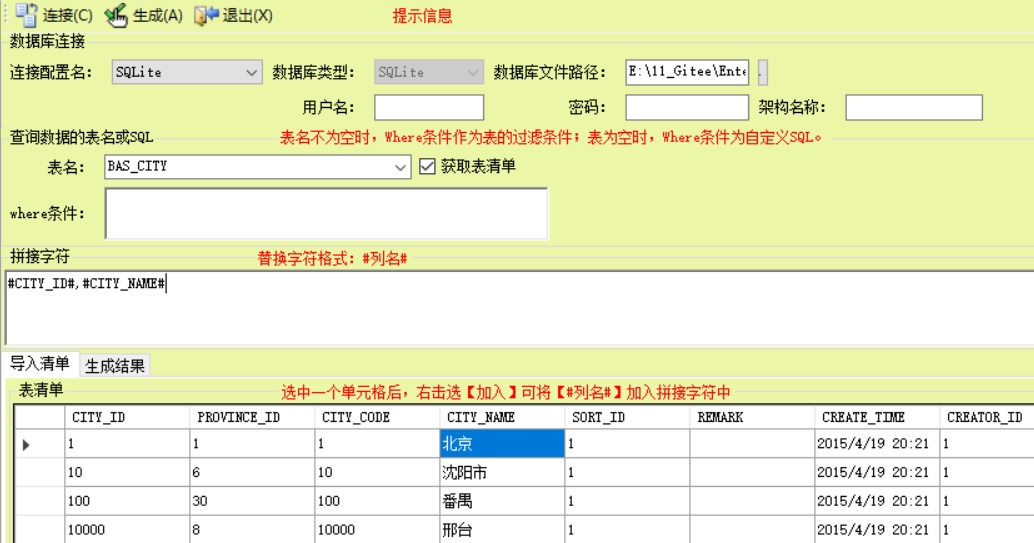 连接(C) 生成(A) 退出(X) 提示信息
数据库连接
连接配置名： SQLite 数据库类型： SQLite 数据库文件路径： E:\11_Gitee\Ente
用户名： 密码： 架构名称：
查询数据的表名或SQL 表名不为空时，Where条件作为表的过滤条件；表为空时，Where条件为自定义SQL。
表名： BAS_CITY 获取表清单
where条件：
拼接字符 替换字符格式：#列名#
#CITY_ID#,#CITY_NAME#
导入清单 生成结果
表清单 选中一个单元格后，右击选【加入】可将【#列名#】加入拼接字符中
CITY_ID PROVINCE_ID CITY_CODE CITY_NAME SORT_ID REMARK CREATE_TIME CREATOR_ID
1 1 1 北京 1 2015/4/19 20:21 1
10 6 10 沈阳市 1 2015/4/19 20:21 1
100 30 100 番禺 1 2015/4/19 20:21 1
10000 8 10000 邢台 1 2015/4/19 20:21 1